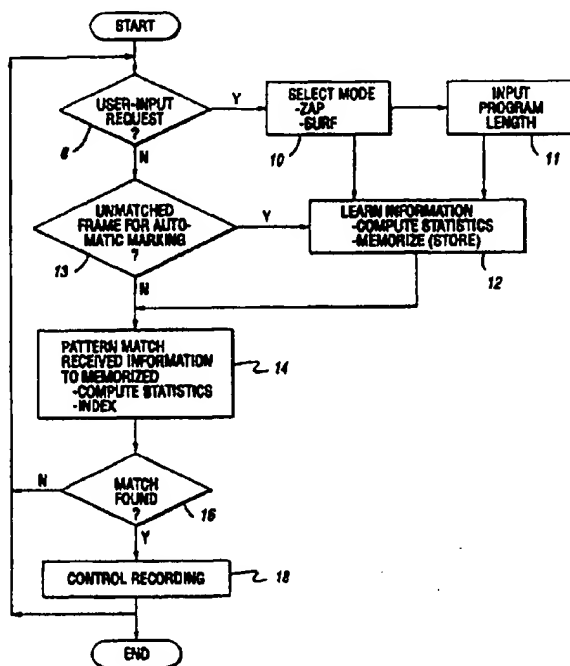 START
USER-INPUT
REQUEST
?
Y
N
SELECT MODE
-ZAP
-SURF
10
INPUT
PROGRAM
LENGTH
11
UNMATCHED
FRAME FOR AUTO-
MATIC MARKING
?
13
Y
N
LEARN INFORMATION
-COMPUTE STATISTICS
-MEMORIZE (STORE)
12
PATTERN MATCH
RECEIVED INFORMATION
TO MEMORIZED
-COMPUTE STATISTICS
-INDEX
14
N
MATCH
FOUND
?
16
Y
CONTROL RECORDING
18
END